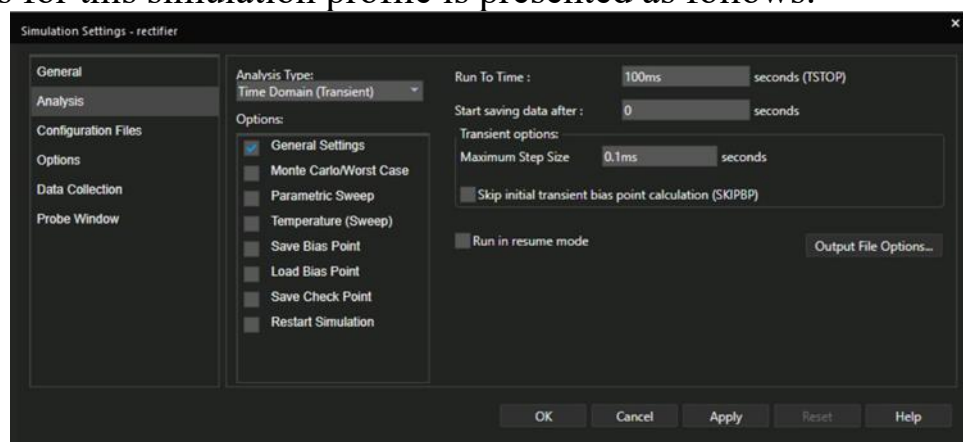 s for this simulation profile is presented as follows.
Simulation Settings - rectifier
×
General
Analysis
Configuration Files
Options
Data Collection
Probe Window
Analysis Type:
Time Domain (Transient)
Options:
General Settings
Monte Carlo/Worst Case
Parametric Sweep
Temperature (Sweep)
Save Bias Point
Load Bias Point
Save Check Point
Restart Simulation
Run To Time : 100ms seconds (TSTOP)
Start saving data after : 0 seconds
Transient options:
Maximum Step Size 0.1ms seconds
Skip initial transient bias point calculation (SKIPBP)
Run in resume mode
Output File Options...
OK Cancel Apply Reset Help